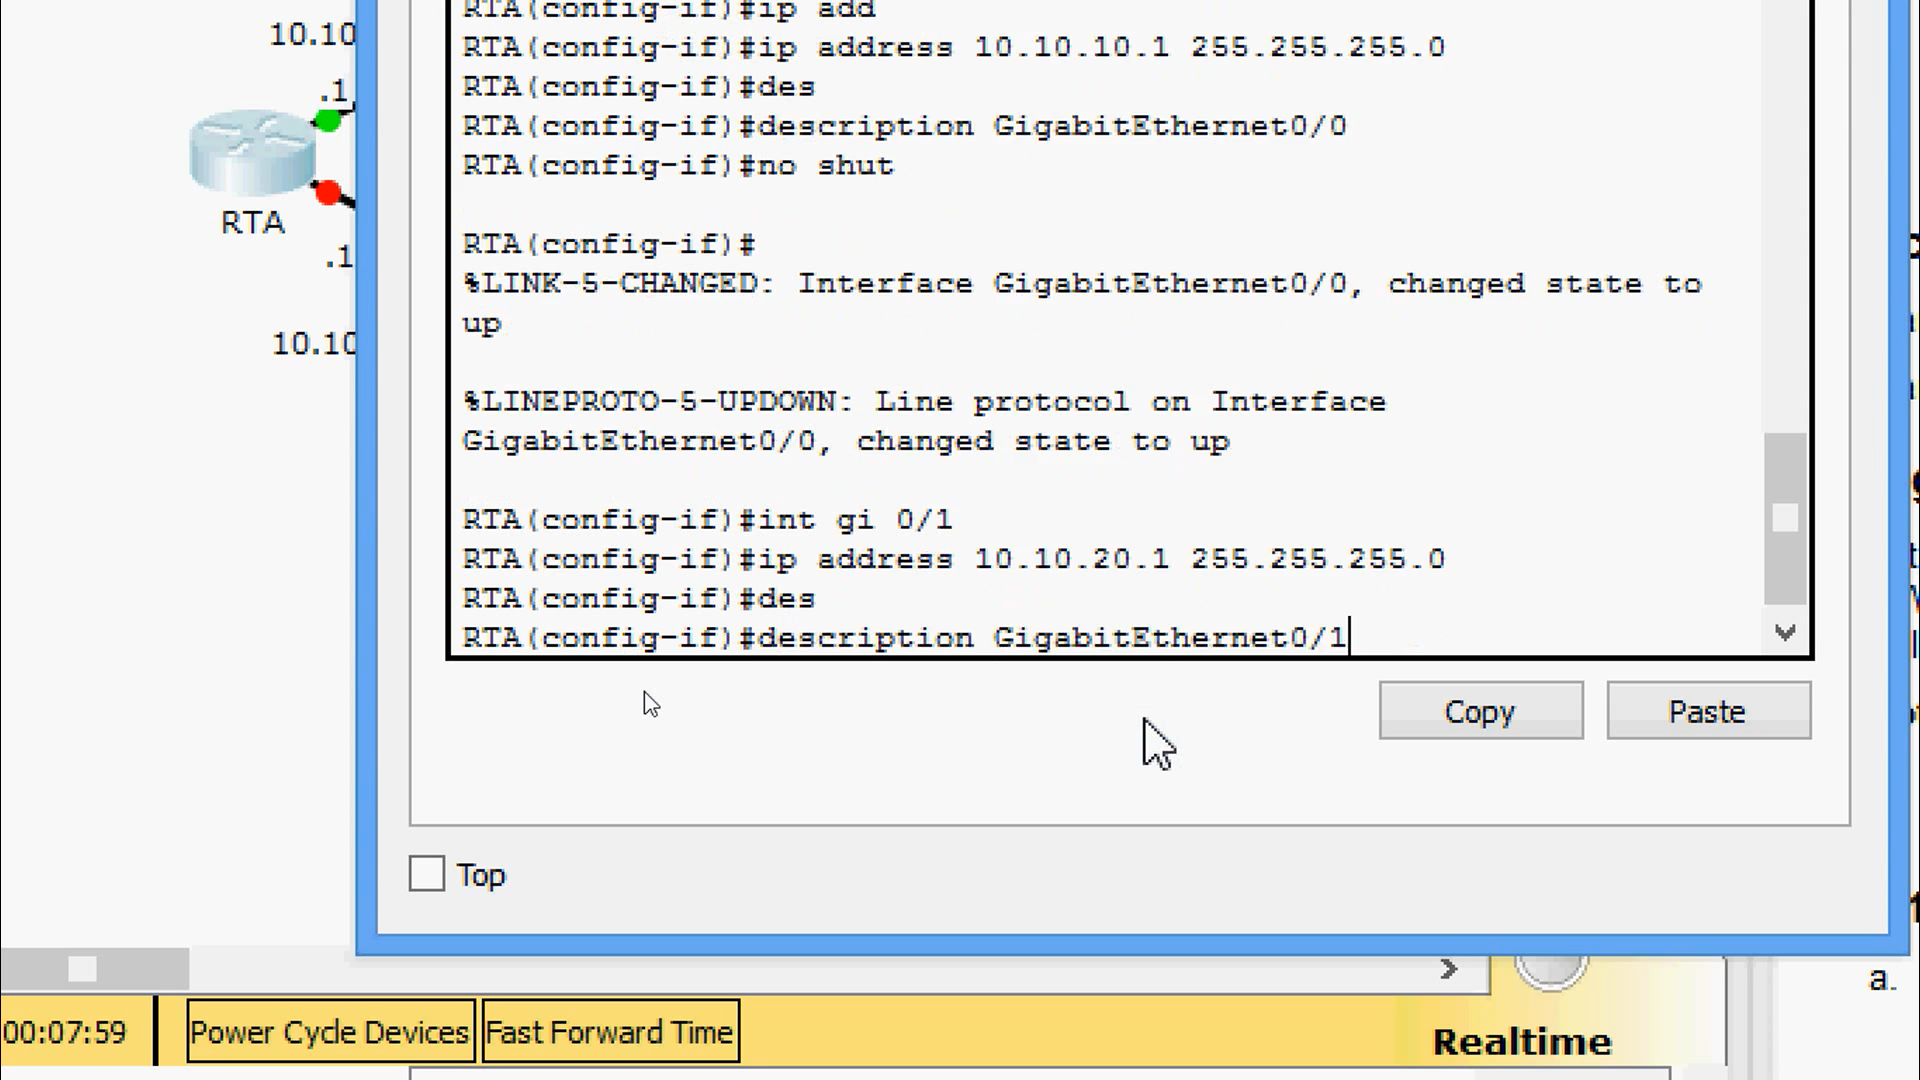 RTA(config-if)#ip add
10.10
RTA(config-if)#ip address 10.10.10.1 255.255.255.0
.1
RTA(config-if)#des
RTA(config-if)#description GigabitEthernet0/0
RTA(config-if)#no shut
RTA
RTA(config-if)#
.1
%LINK-5-CHANGED: Interface GigabitEthernet0/0, changed state to
up
10.10
%LINEPROTO-5-UPDOWN: Line protocol on Interface
GigabitEthernet0/0, changed state to up
RTA(config-if)#int gi 0/1
RTA(config-if)#ip address 10.10.20.1 255.255.255.0
RTA(config-if)#des
RTA(config-if)#description GigabitEthernet0/1
Copy
Paste
Top
a.
00:07:59
Power Cycle Devices
Fast Forward Time
Realtime